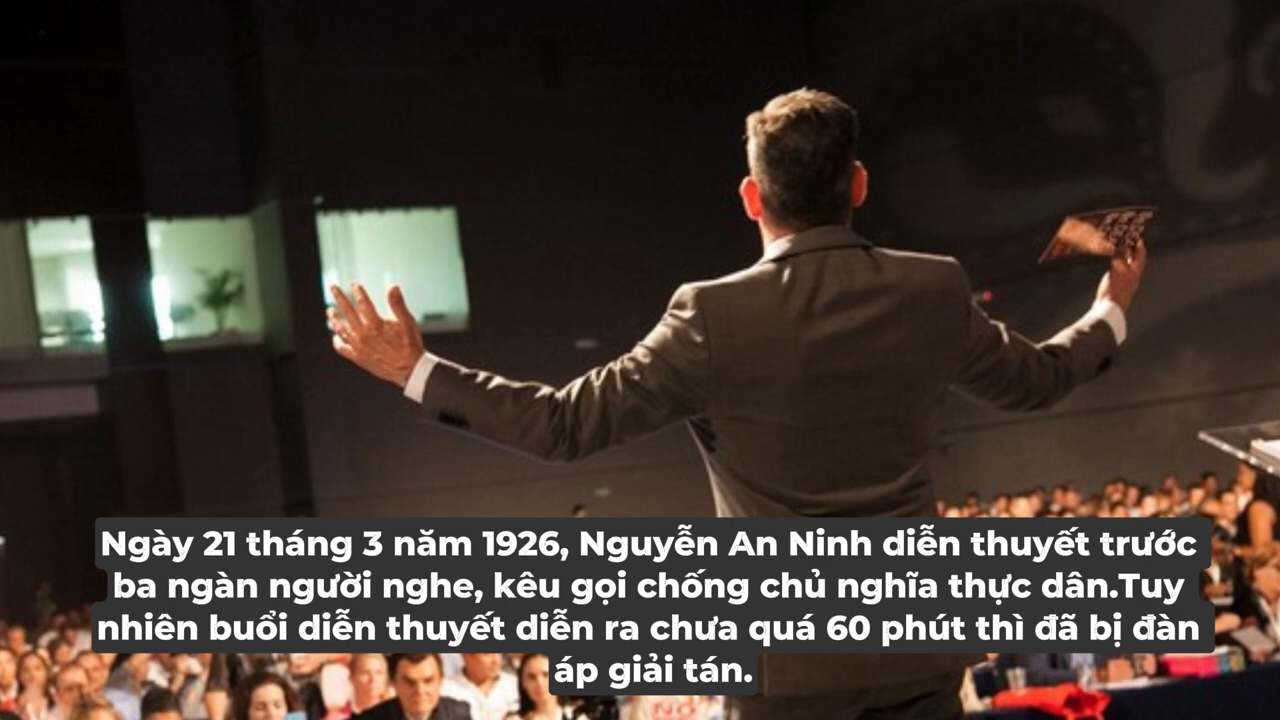 Ngày 21 tháng 3 năm 1926, Nguyễn An Ninh diễn thuyết trước
ba ngàn người nghe, kêu gọi chống chủ nghĩa thực dân.Tuy
nhiên buổi diễn thuyết diễn ra chưa quá 60 phút thì đã bị đàn
áp giải tán.
NO